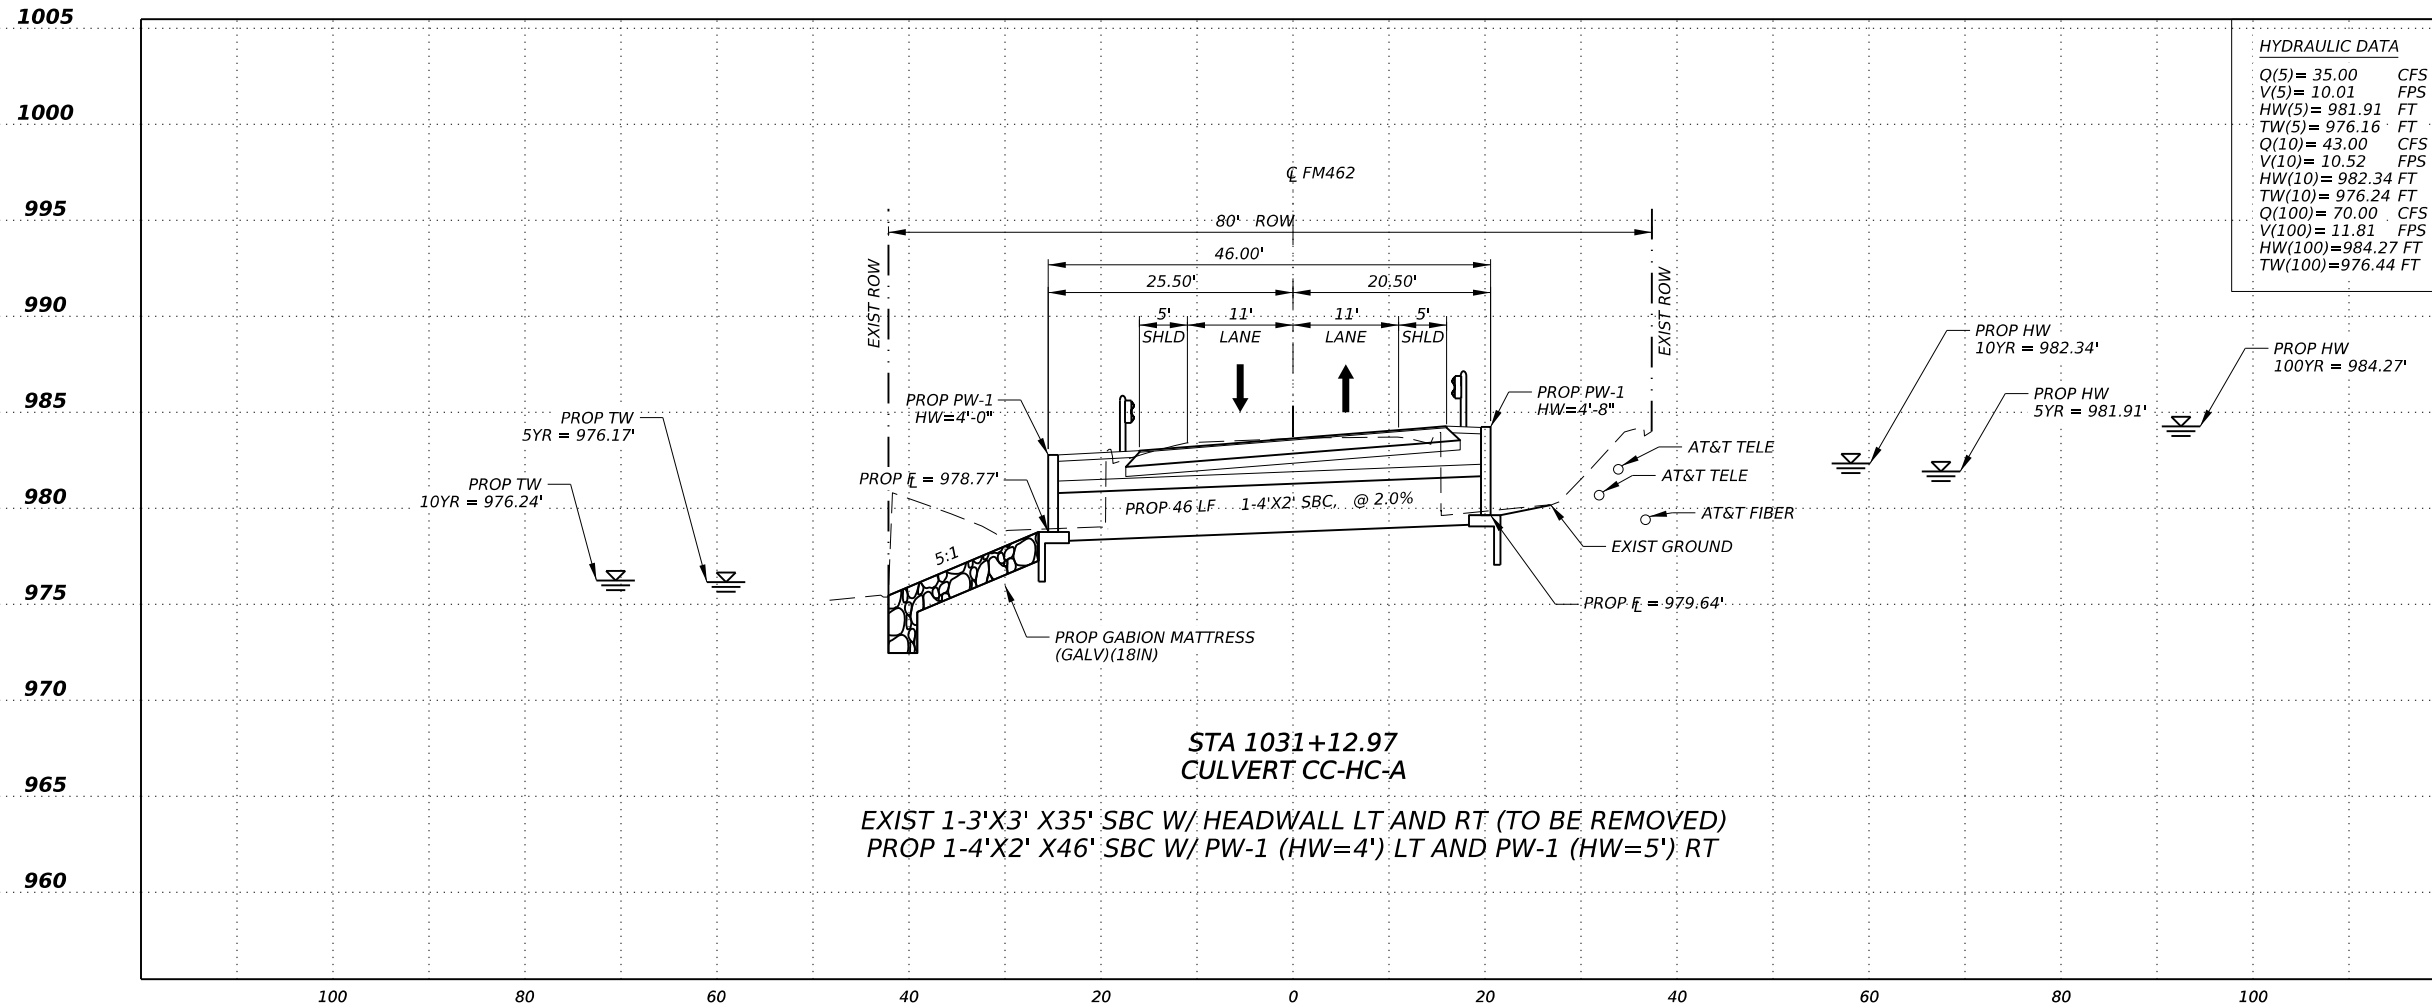 1005
1000
995
990
985
980
975
970
965
960
HYDRAULIC DATA
Q(5)= 35.00 CFS
V(5)= 10.01 FPS
HW(5)= 981.91 FT
TW(5)= 976.16 FT
Q(10)= 43.00 CFS
V(10)= 10.52 FPS
HW(10)= 982.34 FT
TW(10)= 976.24 FT
Q(100)= 70.00 CFS
V(100)= 11.81 FPS
HW(100)=984.27 FT
TW(100)=976.44 FT
℄ FM462
80' ROW
46.00'
25.50' 20.50'
5' 11' 11' 5'
SHLD LANE LANE SHLD
EXIST ROW
EXIST ROW
PROP HW
10YR = 982.34'
PROP HW
100YR = 984.27'
PROP HW
5YR = 981.91'
PROP PW-1
HW=4'-0"
PROP PW-1
HW=4'-8"
PROP TW
5YR = 976.17'
PROP TW
10YR = 976.24'
AT&T TELE
AT&T TELE
AT&T FIBER
PROP FL = 978.77'
PROP 46 LF 1-4'X2' SBC, @ 2.0%
EXIST GROUND
5:1
PROP FL = 979.64'
PROP GABION MATTRESS
(GALV)(18IN)
STA 1031+12.97
CULVERT CC-HC-A
EXIST 1-3'X3' X35' SBC W/ HEADWALL LT AND RT (TO BE REMOVED)
PROP 1-4'X2' X46' SBC W/ PW-1 (HW=4') LT AND PW-1 (HW=5') RT
100 80 60 40 20 0 20 40 60 80 100